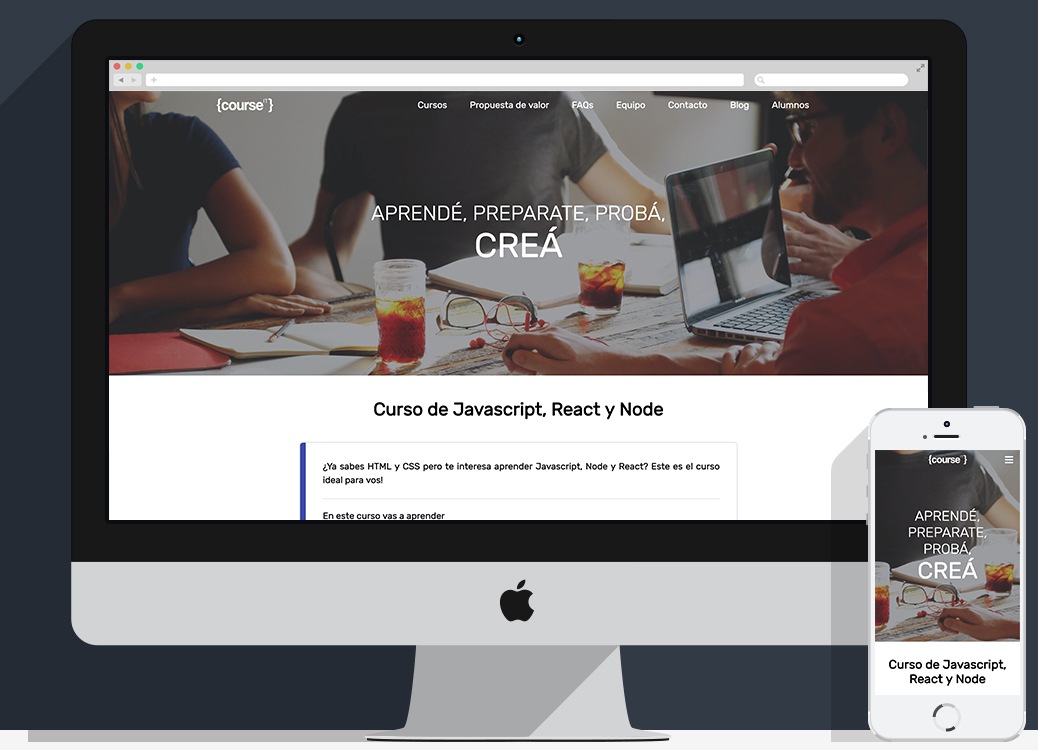 {course it}
Cursos Propuesta de valor FAQs Equipo Contacto Blog Alumnos
APRENDÉ, PREPARATE, PROBÁ,
CREÁ
Curso de Javascript, React y Node
¿Ya sabes HTML y CSS pero te interesa aprender Javascript, Node y React? Este es el curso
ideal para vos!
En este curso vas a aprender
{course it}
APRENDÉ,
PREPARATE,
PROBÁ,
CREÁ
Curso de Javascript,
React y Node